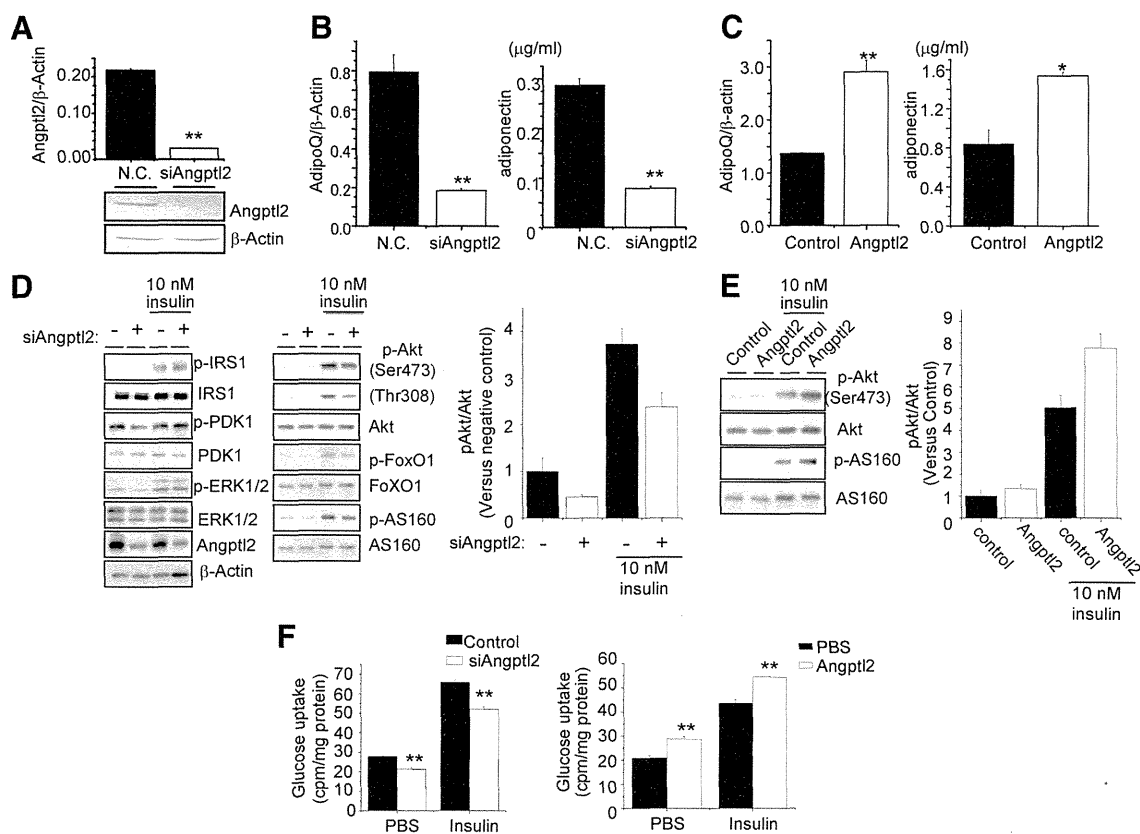 A
Angptl2/β-Actin
0.20
0.10
0.00
**
N.C. siAngptl2
Angptl2
β-Actin
B
AdipoQ/β-Actin
1.0
0.8
0.6
0.4
0.2
0.0
**
N.C. siAngptl2
(μg/ml)
adiponectin
0.3
0.2
0.1
0
**
N.C. siAngptl2
C
AdipoQ/β-actin
3.0
2.0
1.0
0.0
**
Control Angptl2
(μg/ml)
adiponectin
1.6
1.2
0.8
0.4
0.0
*
Control Angptl2
D
10 nM
insulin
siAngptl2: - + - +
p-IRS1
IRS1
p-PDK1
PDK1
p-ERK1/2
ERK1/2
Angptl2
β-Actin
10 nM
insulin
- + - +
p-Akt
(Ser473)
(Thr308)
Akt
p-FoxO1
FoXO1
p-AS160
AS160
pAkt/Akt
(Versus negative control)
4
2
1
0
siAngptl2: - + - +
10 nM
insulin
E
10 nM
insulin
Control Angptl2 Control Angptl2
p-Akt
(Ser473)
Akt
p-AS160
AS160
pAkt/Akt
(Versus Control)
9
8
7
6
5
4
3
2
1
0
control Angptl2 control Angptl2
10 nM
insulin
F
Control
siAngptl2
Glucose uptake
(cpm/mg protein)
70
60
50
40
30
20
10
0
**
**
PBS Insulin
PBS
Angptl2
Glucose uptake
(cpm/mg protein)
60
50
40
30
20
10
0
**
**
PBS Insulin